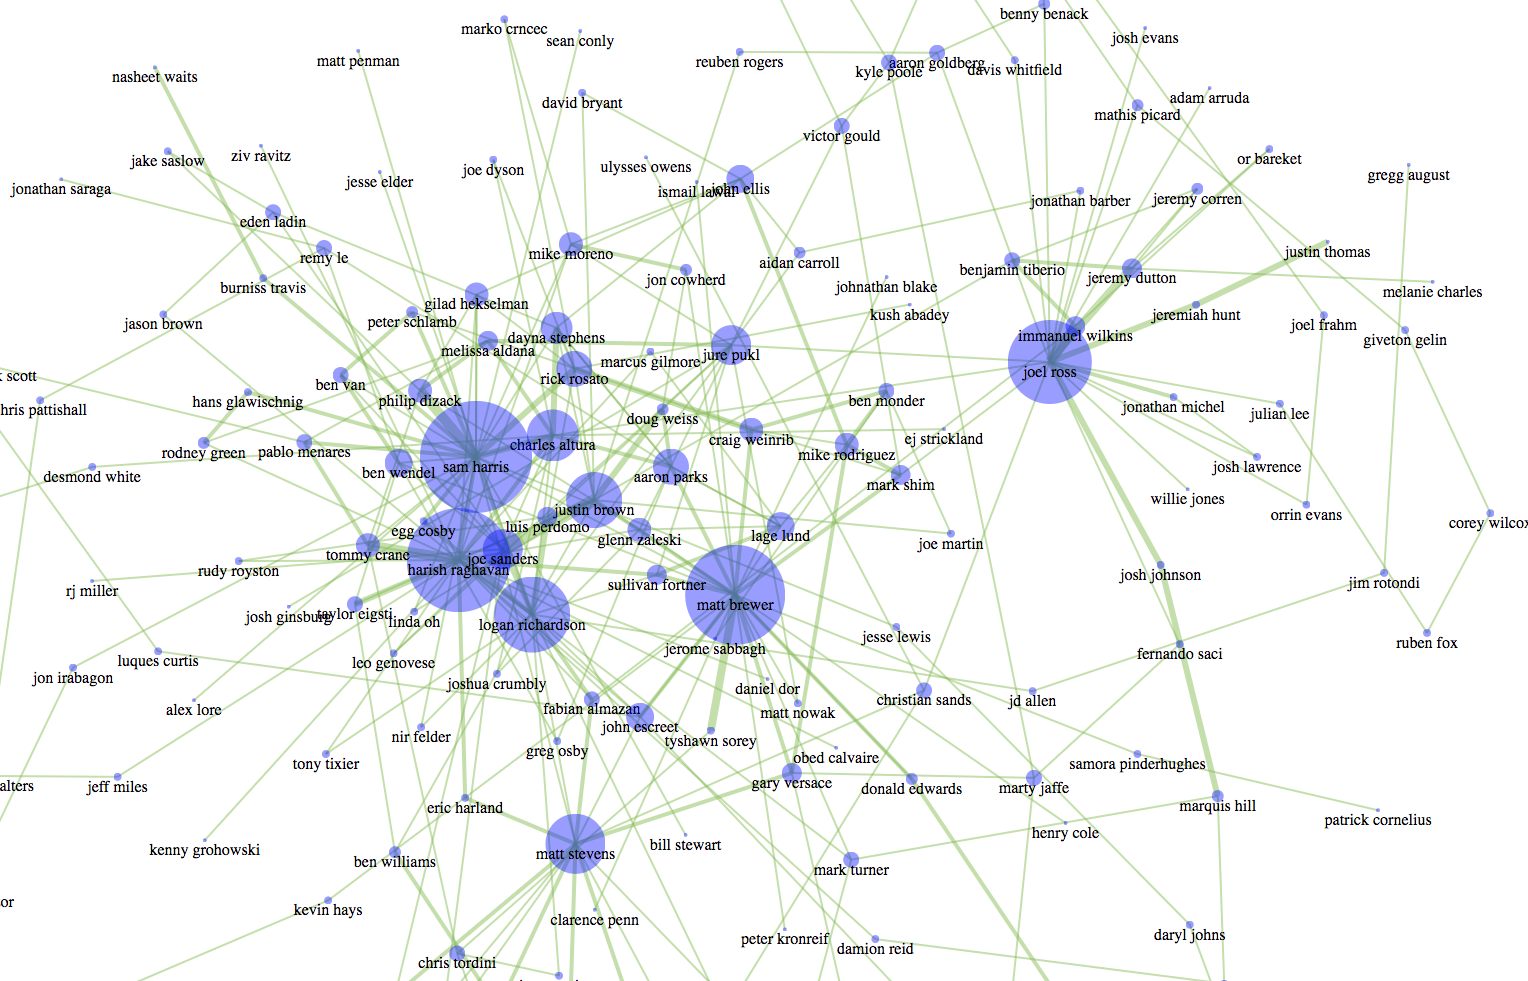 benny benack
marko crncec
sean conly
josh evans
matt penman
reuben rogers
aaron goldberg
kyle poole
davis whitfield
nasheet waits
david bryant
adam arruda
mathis picard
victor gould
jake saslow
ziv ravitz
joe dyson
ulysses owens
or bareket
gregg august
jonathan saraga
jesse elder
ismail lawal
john ellis
jonathan barber
jeremy corren
eden ladin
remy le
mike moreno
aidan carroll
benjamin tiberio
justin thomas
burniss travis
jon cowherd
johnathan blake
jeremy dutton
melanie charles
gilad hekselman
peter schlamb
kush abadey
jeremiah hunt
jason brown
joel frahm
dayna stephens
immanuel wilkins
giveton gelin
melissa aldana
marcus gilmore
jure pukl
scott
rick rosato
joel ross
ben van
hans glawischnig
philip dizack
ben monder
jonathan michel
hris pattishall
doug weiss
julian lee
rodney green
pablo menares
charles altura
craig weinrib
ej strickland
mike rodriguez
sam harris
ben wendel
desmond white
aaron parks
josh lawrence
mark shim
willie jones
justin brown
orrin evans
egg cosby
luis perdomo
glenn zaleski
lage lund
corey wilcox
joe martin
tommy crane
joe sanders
rudy royston
harish raghavan
josh johnson
sullivan fortner
jim rotondi
rj miller
matt brewer
josh ginsburg
taylor eigsti
linda oh
logan richardson
jesse lewis
ruben fox
jerome sabbagh
fernando saci
luques curtis
leo genovese
jon irabagon
joshua crumbly
daniel dor
christian sands
jd allen
alex lore
fabian almazan
matt nowak
john escreet
nir felder
tyshawn sorey
greg osby
obed calvaire
tony tixier
samora pinderhughes
alters
jeff miles
gary versace
donald edwards
marty jaffe
eric harland
marquis hill
patrick cornelius
henry cole
kenny grohowski
matt stevens
bill stewart
ben williams
mark turner
or
kevin hays
clarence penn
daryl johns
peter kronreif
damion reid
chris tordini